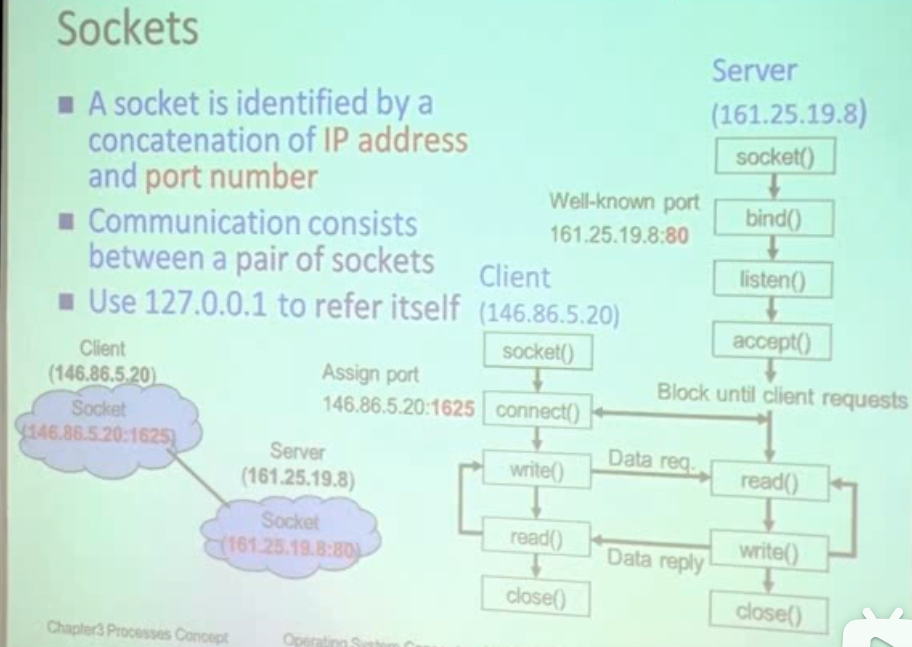 Sockets
A socket is identified by a
concatenation of IP address
and port number
Communication consists
between a pair of sockets
Use 127.0.0.1 to refer itself
Client
(146.86.5.20)
Socket
(146.86.5.20:1625)
Server
(161.25.19.8)
Socket
(161.25.19.8:80)
Client
(146.86.5.20)
socket()
Assign port
146.86.5.20:1625
connect()
write()
read()
close()
Data req.
Data reply
Server
(161.25.19.8)
socket()
Well-known port
161.25.19.8:80
bind()
listen()
accept()
Block until client requests
read()
write()
close()
Chapter3 Processes Concept
Operating System